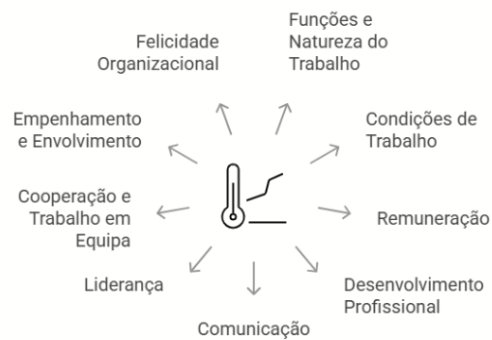 Felicidade
Organizacional
Funções e
Natureza do
Trabalho
Empenhamento
e Envolvimento
Condições de
Trabalho
Cooperação e
Trabalho em
Equipa
Remuneração
Liderança
Desenvolvimento
Profissional
Comunicação